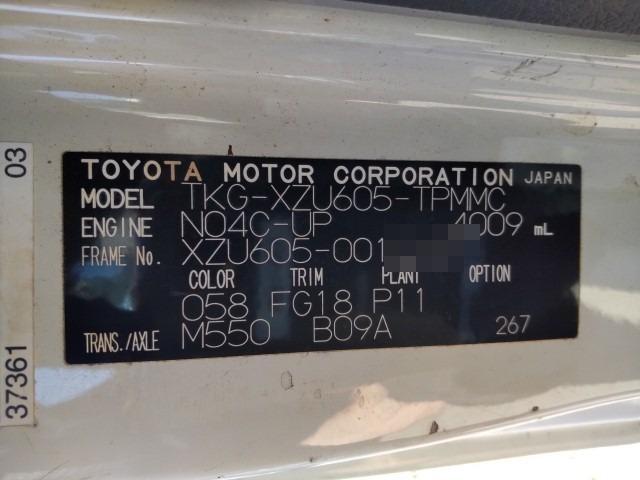 TOYOTA MOTOR CORPORATION JAPAN
MODEL TKG-XZU605-TPMMC
ENGINE N04C-UP 4009 mL
FRAME No. XZU605-001
COLOR TRIM PLANT OPTION
058 FG18 P11
TRANS./AXLE M550 B09A 267
37361 03